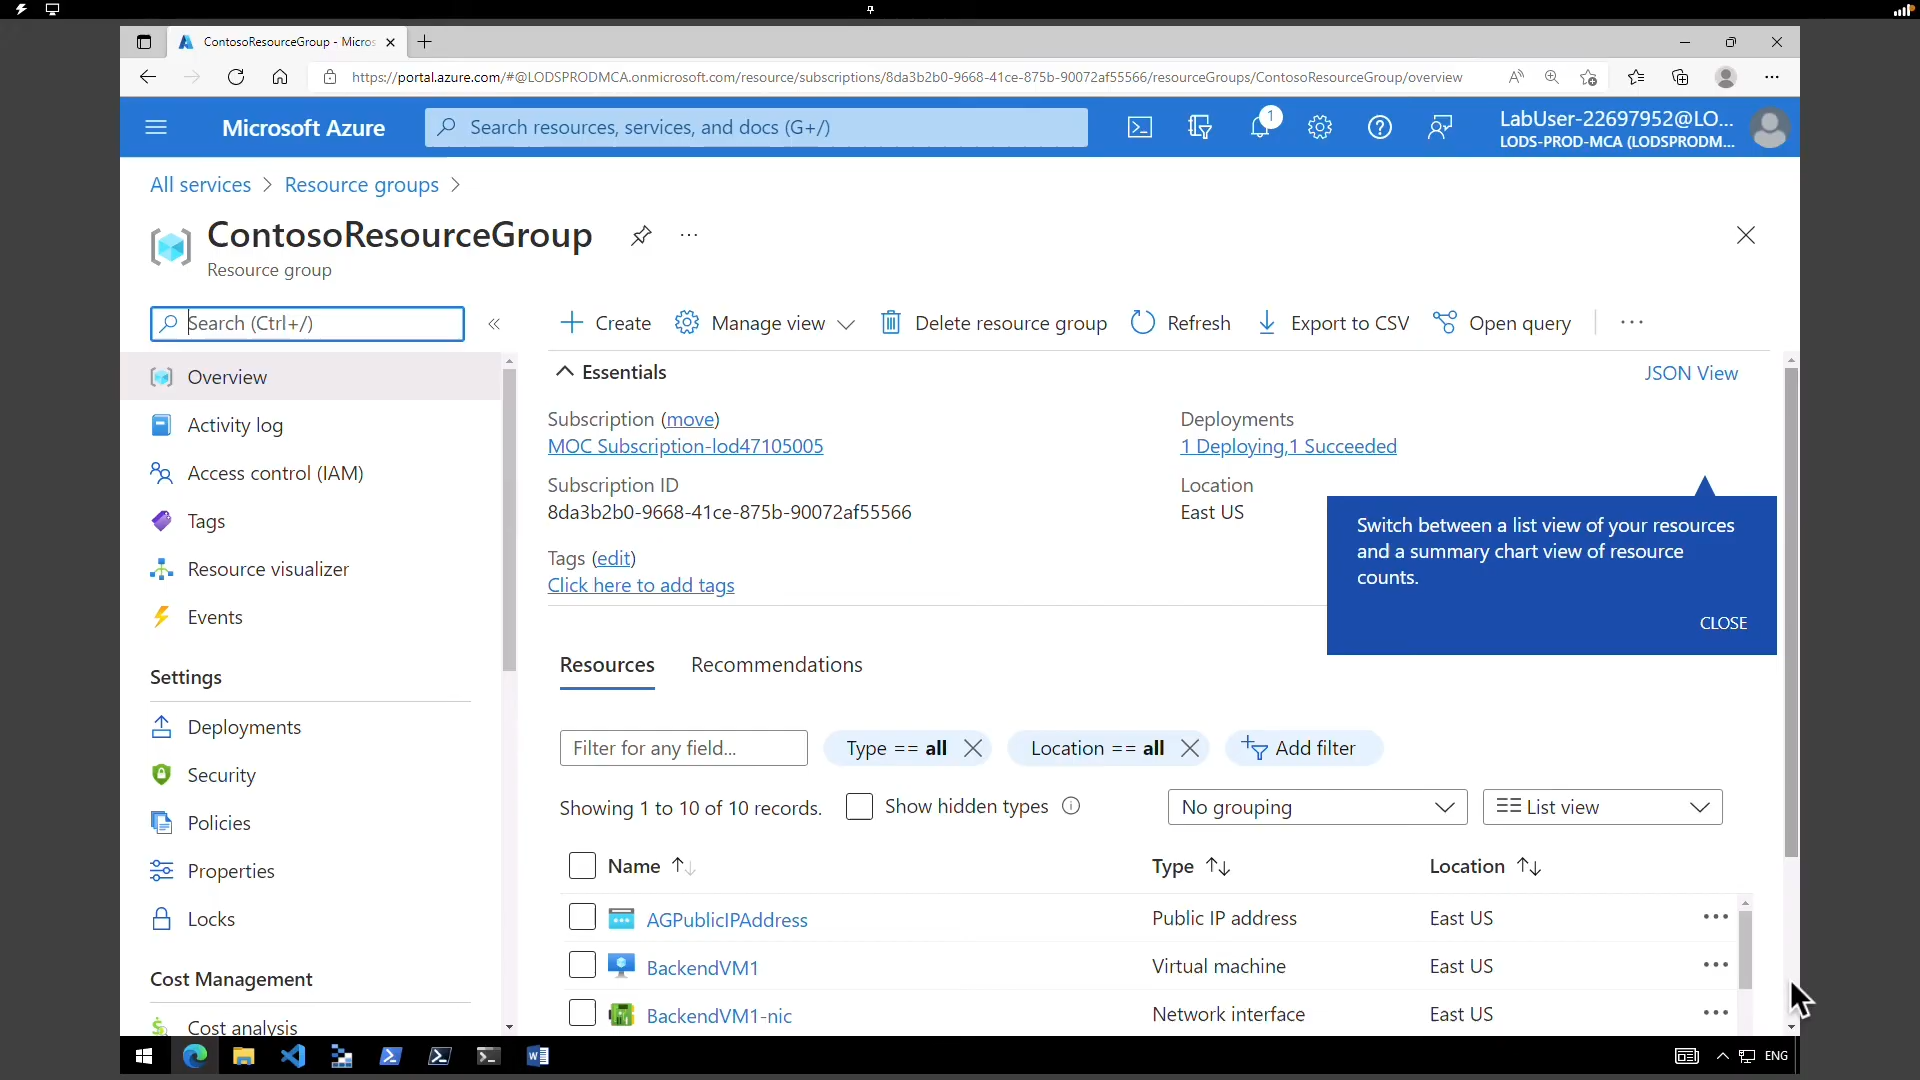 ContosoResourceGroup - Micros
https://portal.azure.com/#@LODSPRODMCA.onmicrosoft.com/resource/subscriptions/8da3b2b0-9668-41ce-875b-90072af55566/resourceGroups/ContosoResourceGroup/overview
Microsoft Azure
Search resources, services, and docs (G+/)
1
LabUser-22697952@LO...
LODS-PROD-MCA (LODSPRODM...
All services > Resource groups >
ContosoResourceGroup
Resource group
Search (Ctrl+/)
Create
Manage view
Delete resource group
Refresh
Export to CSV
Open query
Overview
Activity log
Access control (IAM)
Tags
Resource visualizer
Events
Settings
Deployments
Security
Policies
Properties
Locks
Cost Management
Cost analysis
Essentials
JSON View
Subscription (move)
MOC Subscription-lod47105005
Subscription ID
8da3b2b0-9668-41ce-875b-90072af55566
Tags (edit)
Click here to add tags
Deployments
1 Deploying,1 Succeeded
Location
East US
Switch between a list view of your resources
and a summary chart view of resource
counts.
CLOSE
Resources
Recommendations
Filter for any field...
Type == all
Location == all
Add filter
Showing 1 to 10 of 10 records.
Show hidden types
No grouping
List view
Name
Type
Location
AGPublicIPAddress
Public IP address
East US
BackendVM1
Virtual machine
East US
BackendVM1-nic
Network interface
East US
ENG